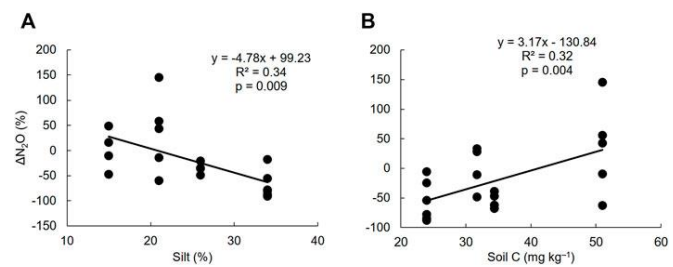 A
y = -4.78x + 99.23
R² = 0.34
p = 0.009
200
150
100
50
0
-50
-100
-150
ΔN₂O (%)
10
20
30
40
Silt (%)
B
y = 3.17x - 130.84
R² = 0.32
p = 0.004
200
150
100
50
0
-50
-100
20
30
40
50
60
Soil C (mg kg⁻¹)